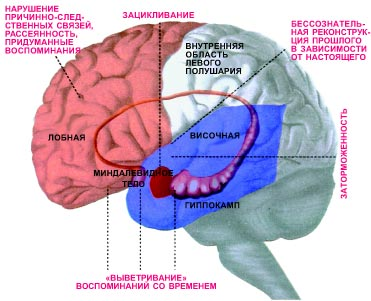 НАРУШЕНИЕ
ПРИЧИННО-СЛЕД-
СТВЕННЫХ СВЯЗЕЙ,
РАССЕЯННОСТЬ,
ПРИДУМАННЫЕ
ВОСПОМИНАНИЯ
ЗАЦИКЛИВАНИЕ
БЕССОЗНАТЕЛЬ-
НАЯ РЕКОНСТРУК-
ЦИЯ ПРОШЛОГО
В ЗАВИСИМОСТИ
ОТ НАСТОЯЩЕГО
ВНУТРЕННЯЯ
ОБЛАСТЬ
ЛЕВОГО
ПОЛУШАРИЯ
ЛОБНАЯ
ВИСОЧНАЯ
МИНДАЛЕВИДНОЕ
ТЕЛО
ГИППОКАМП
ЗАТОРМОЖЕННОСТЬ
«ВЫВЕТРИВАНИЕ»
ВОСПОМИНАНИЙ СО ВРЕМЕНЕМ